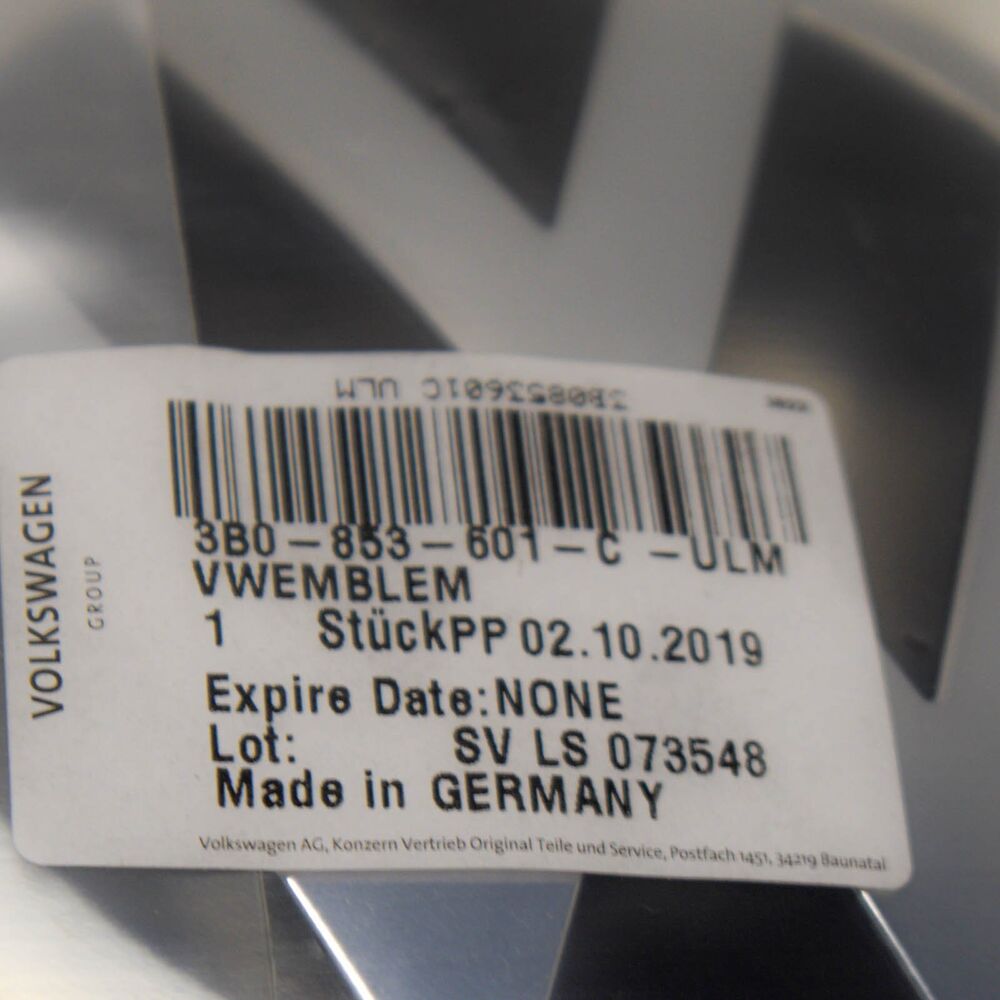 3B0853601C ULM
3B0-853-601-C -ULM
VWEMBLEM
1 StückPP 02.10.2019
Expire Date:NONE
Lot: SV LS 073548
Made in GERMANY
Volkswagen AG, Konzern Vertrieb Original Teile und Service, Postfach 1451, 34219 Baunatal
VOLKSWAGEN
GROUP